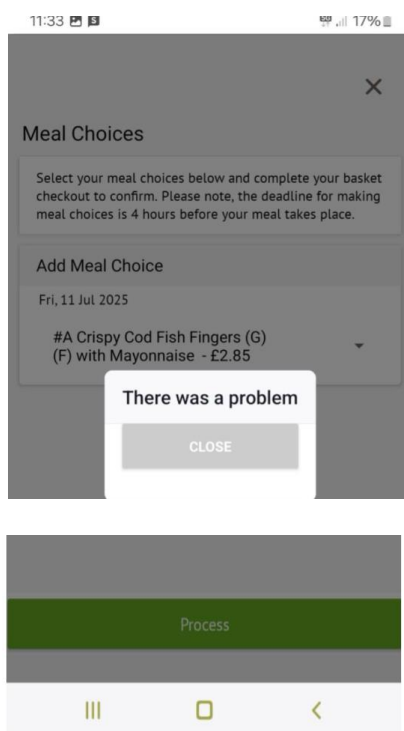 11:33
17%
Meal Choices
Select your meal choices below and complete your basket
checkout to confirm. Please note, the deadline for making
meal choices is 4 hours before your meal takes place.
Add Meal Choice
Fri, 11 Jul 2025
#A Crispy Cod Fish Fingers (G)
(F) with Mayonnaise - £2.85
There was a problem
CLOSE
Process